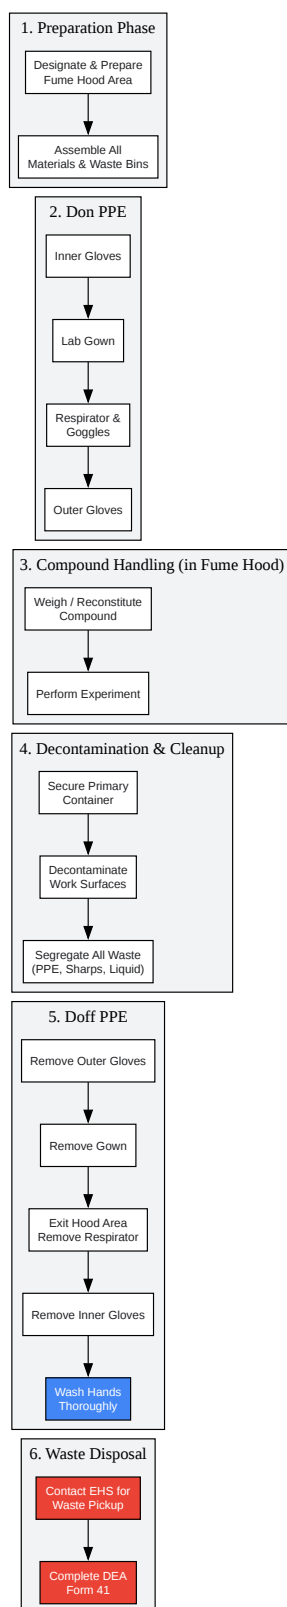 1. Preparation Phase
Designate & Prepare
Fume Hood Area
Assemble All
Materials & Waste Bins
2. Don PPE
Inner Gloves
Lab Gown
Respirator &
Goggles
Outer Gloves
3. Compound Handling (in Fume Hood)
Weigh / Reconstitute
Compound
Perform Experiment
4. Decontamination & Cleanup
Secure Primary
Container
Decontaminate
Work Surfaces
Segregate All Waste
(PPE, Sharps, Liquid)
5. Doff PPE
Remove Outer Gloves
Remove Gown
Exit Hood Area
Remove Respirator
Remove Inner Gloves
Wash Hands
Thoroughly
6. Waste Disposal
Contact EHS for
Waste Pickup
Complete DEA
Form 41